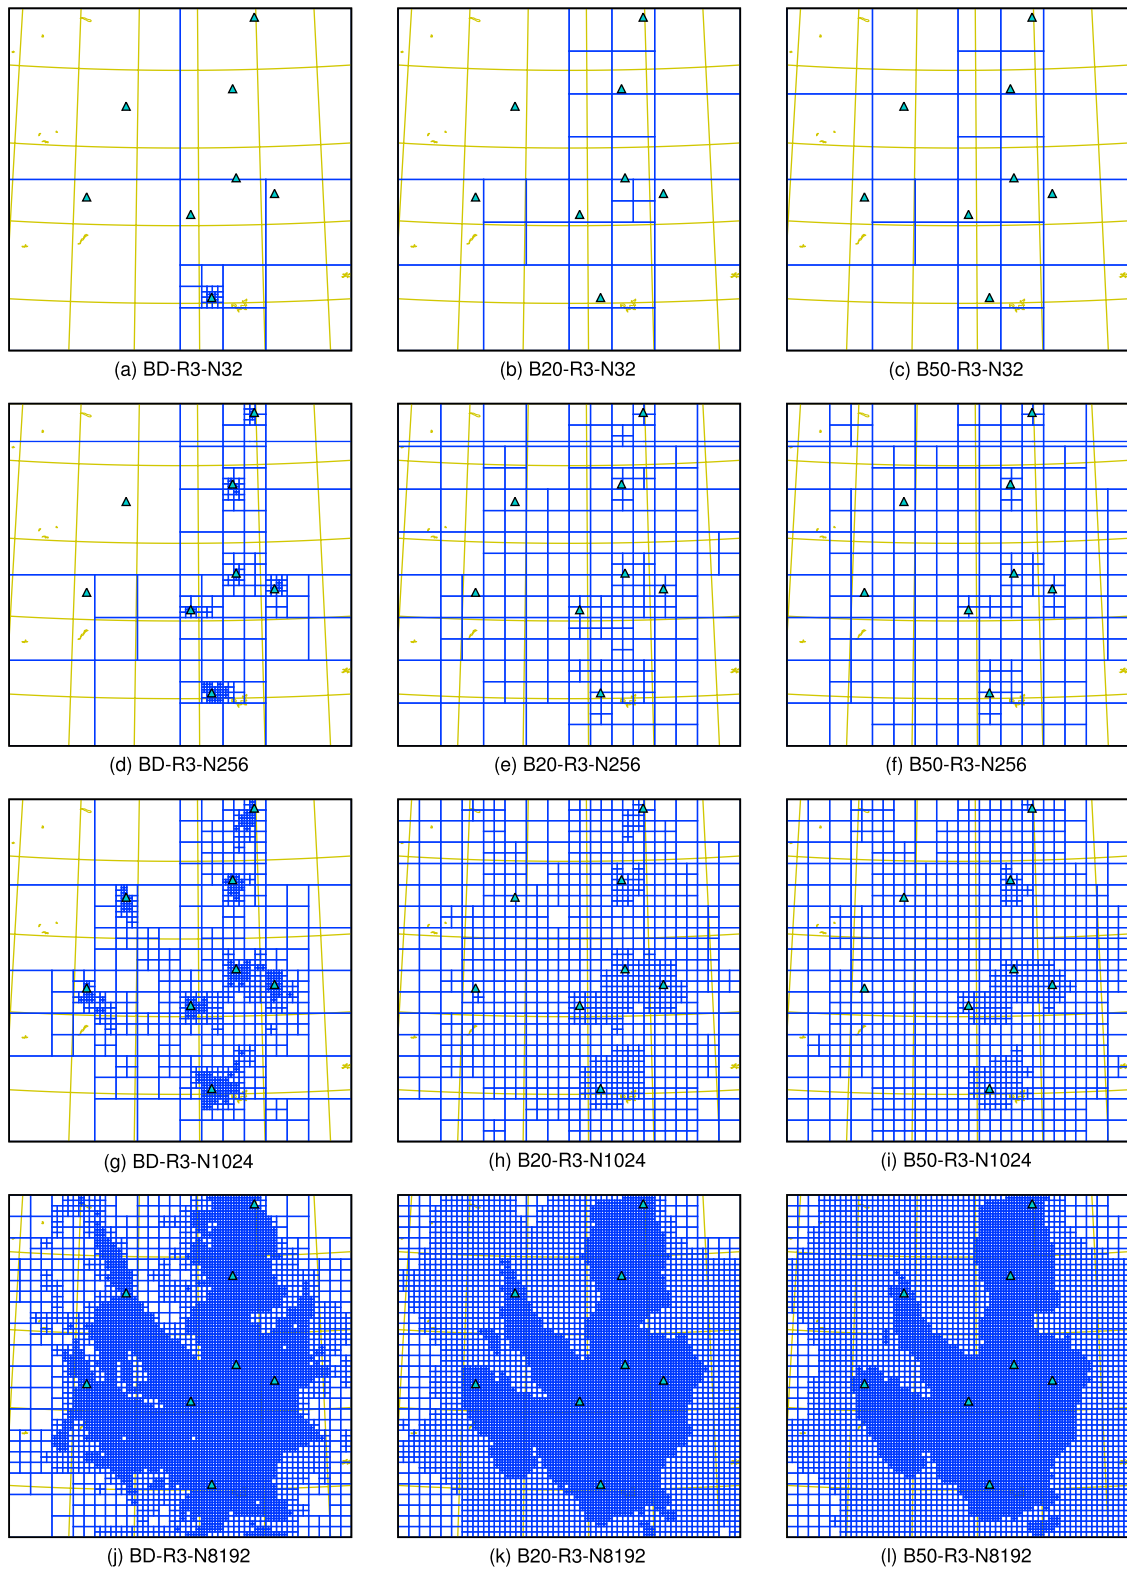 (a) BD-R3-N32
(b) B20-R3-N32
(c) B50-R3-N32
(d) BD-R3-N256
(e) B20-R3-N256
(f) B50-R3-N256
(g) BD-R3-N1024
(h) B20-R3-N1024
(i) B50-R3-N1024
(j) BD-R3-N8192
(k) B20-R3-N8192
(l) B50-R3-N8192